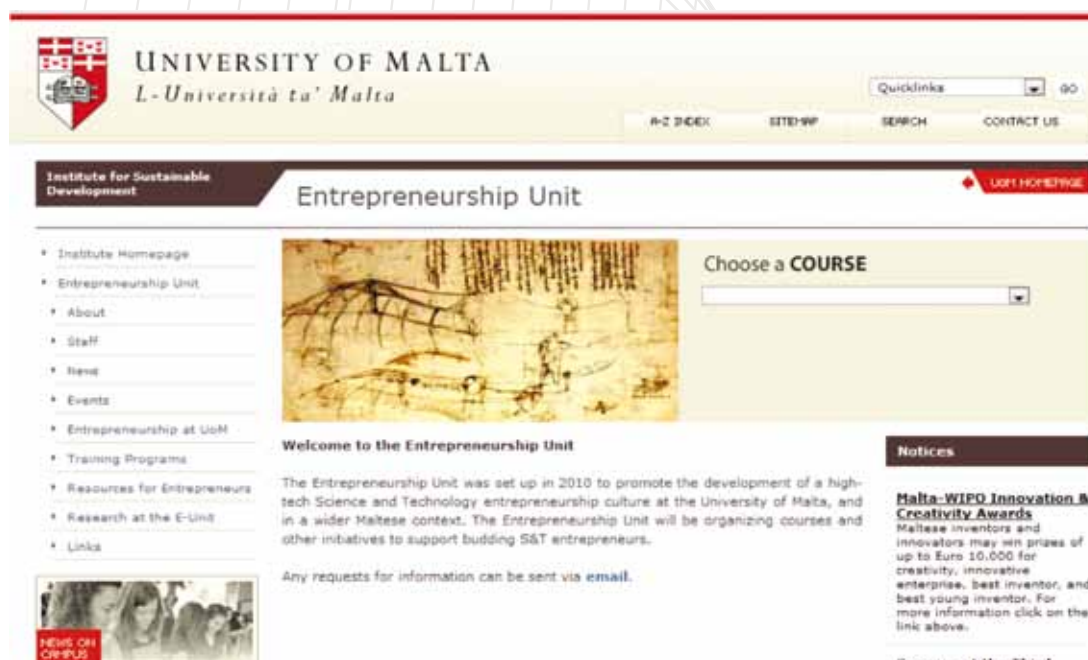 UNIVERSITY OF MALTA
L-Università ta' Malta
Quicklinks
GO
A-Z INDEX
SITEMAP
SEARCH
CONTACT US
Institute for Sustainable
Development
Entrepreneurship Unit
UOM HOMEPAGE
Institute Homepage
Entrepreneurship Unit
About
Staff
News
Events
Entrepreneurship at UoM
Training Programs
Resources for Entrepreneurs
Research at the E-Unit
Links
NEWS ON
CAMPUS
Choose a COURSE
Welcome to the Entrepreneurship Unit
The Entrepreneurship Unit was set up in 2010 to promote the development of a high-
tech Science and Technology entrepreneurship culture at the University of Malta, and
in a wider Maltese context. The Entrepreneurship Unit will be organizing courses and
other initiatives to support budding S&T entrepreneurs.
Any requests for information can be sent via email.
Notices
Malta-WIPO Innovation &
Creativity Awards
Maltese inventors and
innovators may win prizes of
up to Euro 10,000 for
creativity, innovative
enterprise, best inventor, and
best young inventor. For
more information click on the
link above.